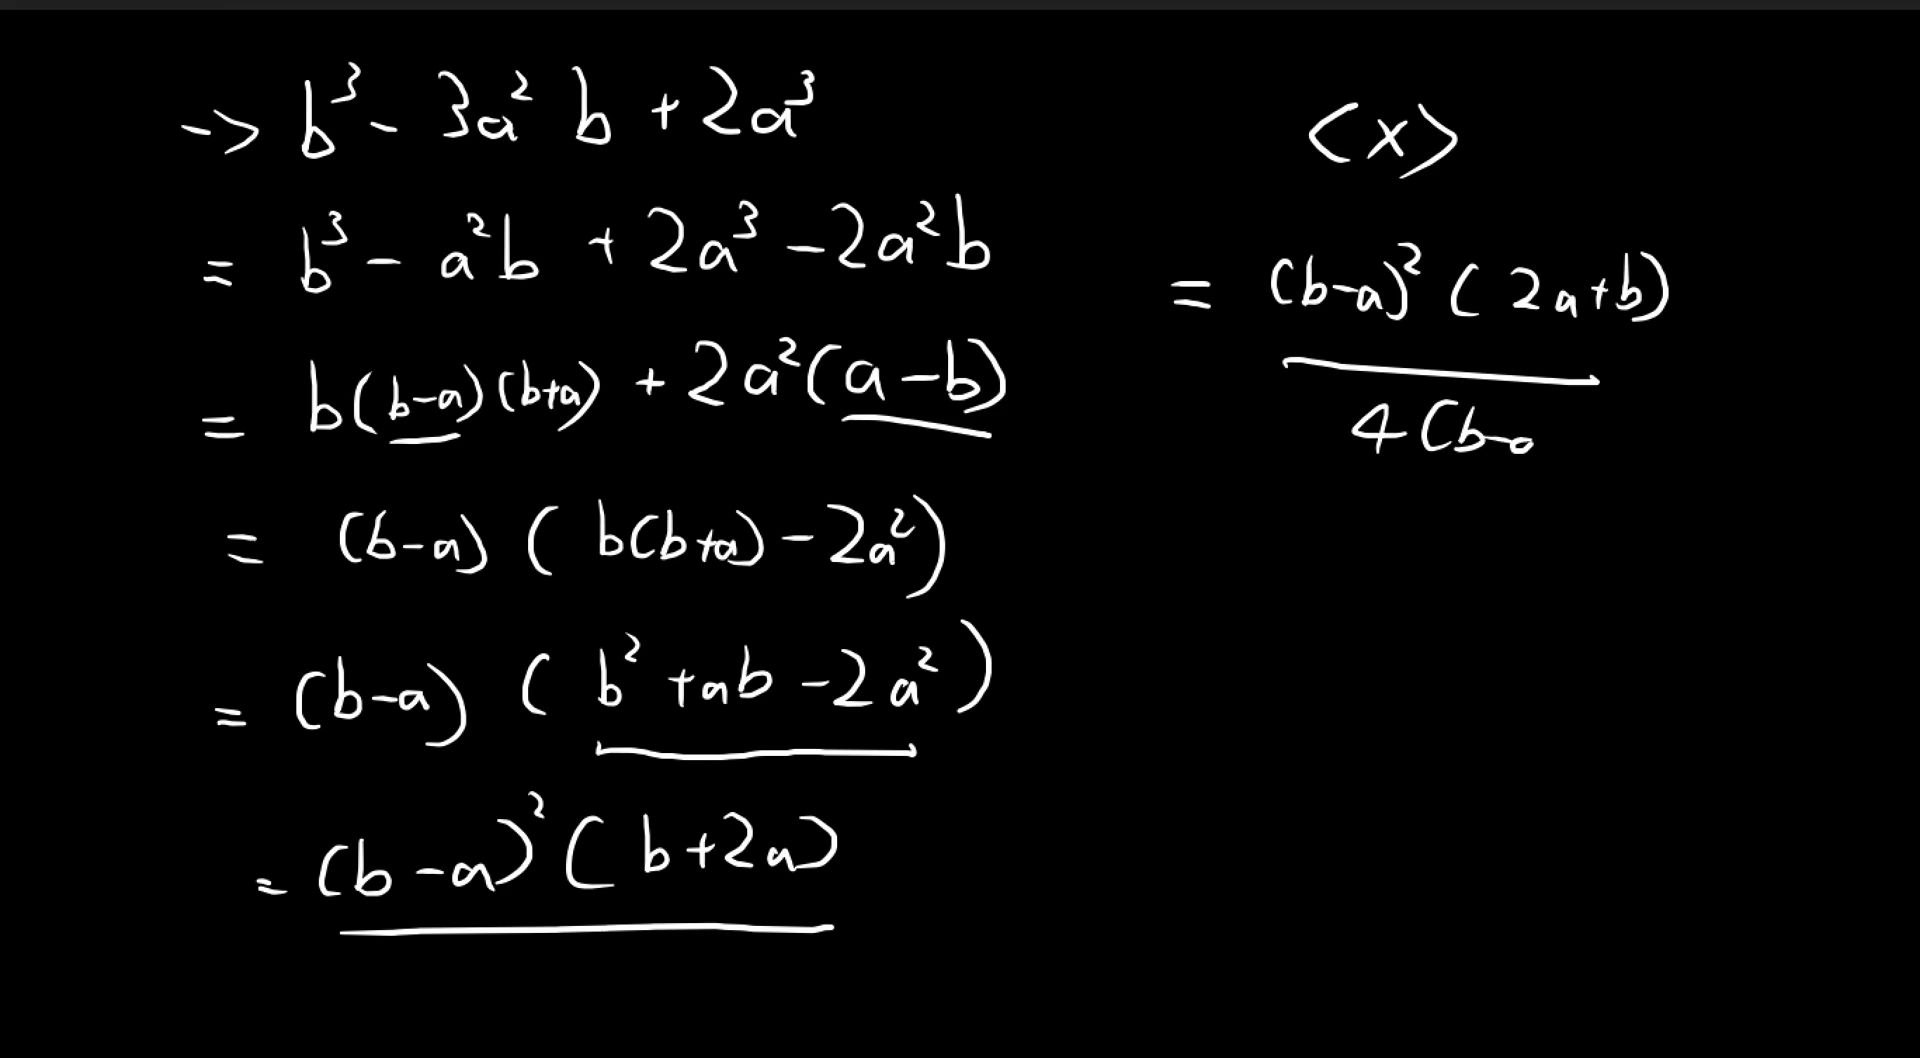 -> b³ - 3a² b + 2a³
= b³ - a²b + 2a³ - 2a²b
= b(b-a)(b+a) + 2a²(a-b)
= (b-a) ( b(b+a) - 2a²)
= (b-a) ( b² + ab - 2a² )
= (b-a)² ( b+2a)
<x>
= (b-a)² ( 2a+b)
4(b-a